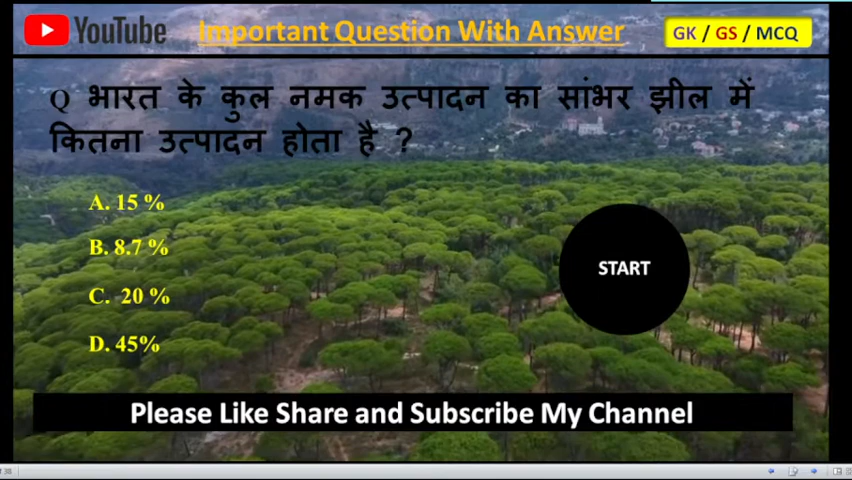 YouTube Important Question With Answer GK / GS / MCQ
Q भारत के कुल नमक उत्पादन का सांभर झील में
कितना उत्पादन होता है ?
A. 15 %
B. 8.7 %
C. 20 %
START
D. 45%
Please Like Share and Subscribe My Channel